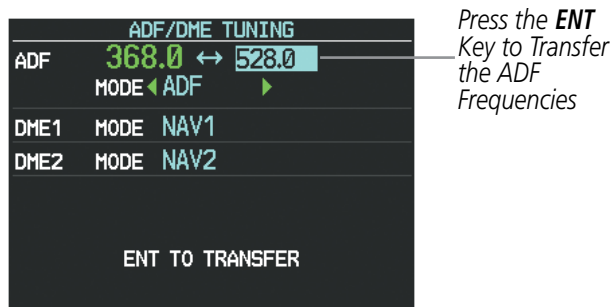 ADF/DME TUNING
ADF 368.0 ↔ 528.0
MODE ADF
DME1 MODE NAV1
DME2 MODE NAV2
ENT TO TRANSFER
Press the ENT
Key to Transfer
the ADF
Frequencies